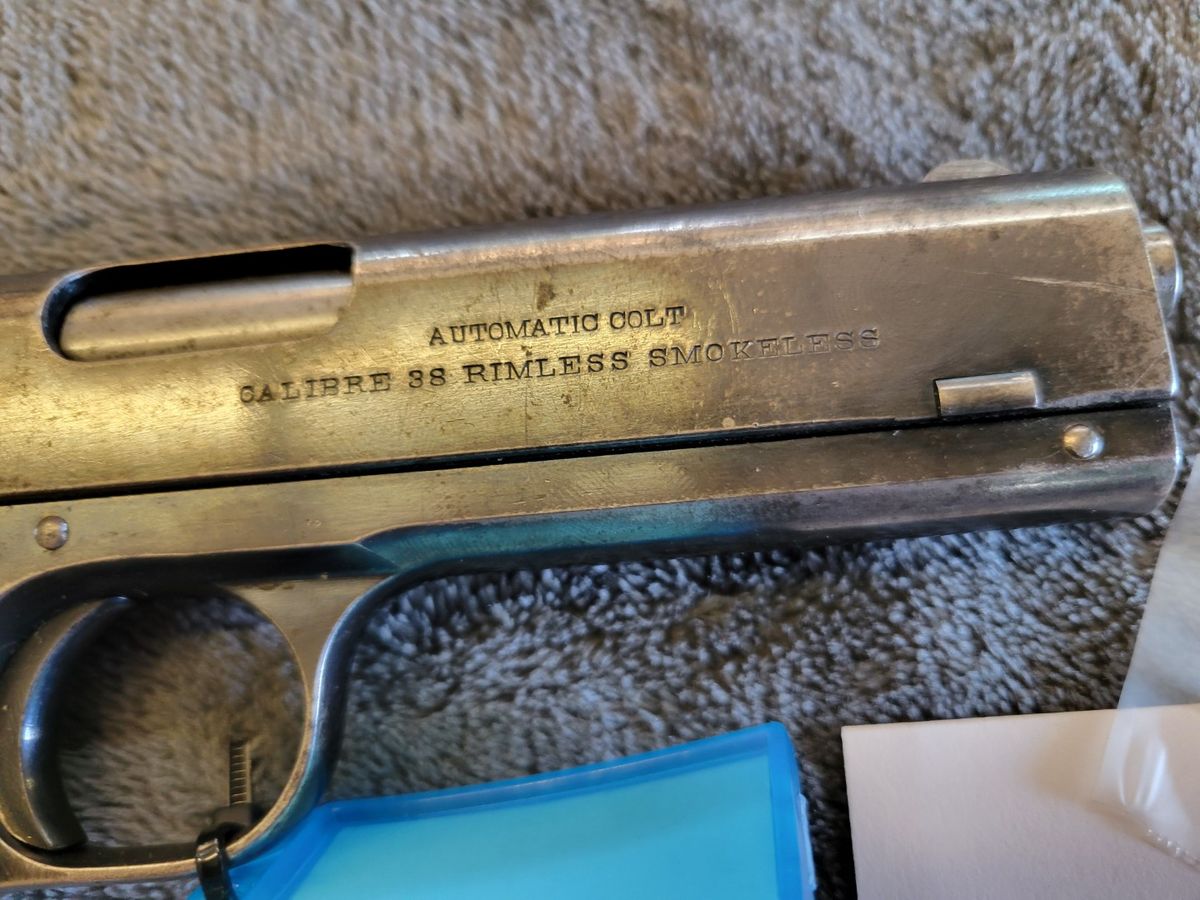 AUTOMATIC COLT
CALIBRE 38 RIMLESS SMOKELESS